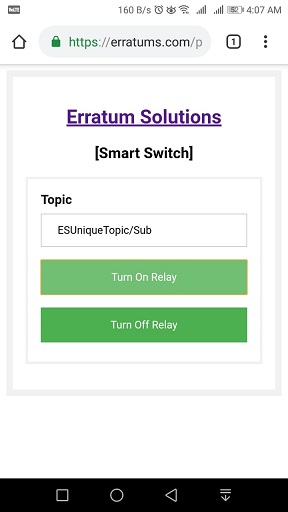 160 B/s 4:07 AM
https://erratums.com/p 1
Erratum Solutions
[Smart Switch]
Topic
ESUniqueTopic/Sub
Turn On Relay
Turn Off Relay